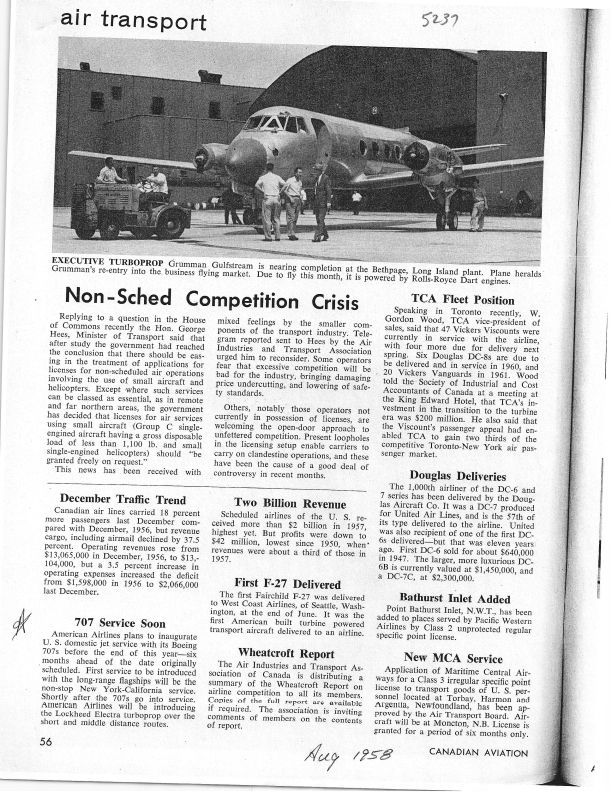 air transport
5237
EXECUTIVE TURBOPROP Grumman Gulfstream is nearing completion at the Bethpage, Long Island plant. Plane heralds
Grumman's re-entry into the business flying market. Due to fly this month, it is powered by Rolls-Royce Dart engines.
Non-Sched Competition Crisis
Replying to a question in the House
of Commons recently the Hon. George
Hees, Minister of Transport said that
after study the government had reached
the conclusion that there should be eas-
ing in the treatment of applications for
licenses for non-scheduled air operations
involving the use of small aircraft and
helicopters. Except where such services
can be classed as essential, as in remote
and far northern areas, the government
has decided that licenses for air services
using small aircraft (Group C single-
engined aircraft having a gross disposable
load of less than 1,100 lb. and small
single-engined helicopters) should "be
granted freely on request."
This news has been received with
mixed feelings by the smaller com-
ponents of the transport industry. Tele-
gram reported sent to Hees by the Air
Industries and Transport Association
urged him to reconsider. Some operators
fear that excessive competition will be
bad for the industry, bringing damaging
price undercutting, and lowering of safe-
ty standards.
Others, notably those operators not
currently in possession of licenses, are
welcoming the open-door approach to
unfettered competition. Present loopholes
in the licensing setup enable carriers to
carry on clandestine operations, and these
have been the cause of a good deal of
controversy in recent months.
TCA Fleet Position
Speaking in Toronto recently, W.
Gordon Wood, TCA vice-president of
sales, said that 47 Vickers Viscounts were
currently in service with the airline,
with four more due for delivery next
spring. Six Douglas DC-8s are due to
be delivered and in service in 1960, and
20 Vickers Vanguards in 1961. Wood
told the Society of Industrial and Cost
Accountants of Canada at a meeting at
the King Edward Hotel, that TCA's in-
vestment in the transition to the turbine
era was $200 million. He also said that
the Viscount's passenger appeal had en-
abled TCA to gain two thirds of the
competitive Toronto-New York air pas-
senger market.
December Traffic Trend
Canadian air lines carried 18 percent
more passengers last December com-
pared with December, 1956, but revenue
cargo, including airmail declined by 37.5
percent. Operating revenues rose from
$13,065,000 in December, 1956, to $13,-
104,000, but a 3.5 percent increase in
operating expenses increased the deficit
from $1,598,000 in 1956 to $2,066,000
last December.
707 Service Soon
American Airlines plans to inaugurate
U. S. domestic jet service with its Boeing
707's before the end of this year—six
months ahead of the date originally
scheduled. First service to be introduced
with the long-range flagships will be the
non-stop New York-California service.
Shortly after the 707s go into service.
American Airlines will be introducing
the Lockheed Electra turboprop over the
short and middle distance routes.
Two Billion Revenue
Scheduled airlines of the U. S. re-
ceived more than $2 billion in 1957,
highest yet. But profits were down to
$42 million, lowest since 1950, when
revenues were about a third of those in
1957.
First F-27 Delivered
The first Fairchild F-27 was delivered
to West Coast Airlines, of Seattle, Wash-
ington, at the end of June. It was the
first American built turbine powered
transport aircraft delivered to an airline.
Wheatcroft Report
The Air Industries and Transport As-
sociation of Canada is distributing a
summary of the Wheatcroft Report on
airline competition to all its members.
Copies of the full report are available
if required. The association is inviting
comments of members on the contents
of report.
Douglas Deliveries
The 1,000th airliner of the DC-6 and
7 series has been delivered by the Doug-
las Aircraft Co. It was a DC-7 produced
for United Air Lines, and is the 57th of
its type delivered to the airline. United
was also recipient of one of the first DC-
6s delivered—but that was eleven years
ago. First DC-6 sold for about $640,000
in 1947. The larger, more luxurious DC-
6B is currently valued at $1,450,000, and
a DC-7C, at $2,300,000.
Bathurst Inlet Added
Point Bathurst Inlet, N.W.T., has been
added to places served by Pacific Western
Airlines by Class 2 unprotected regular
specific point license.
New MCA Service
Application of Maritime Central Air-
ways for a Class 3 irregular specific point
license to transport goods of U. S. per-
sonnel located at Torbay, Harmon and
Argentia, Newfoundland, has been ap-
proved by the Air Transport Board. Air-
craft will be at Moncton, N.B. License is
granted for a period of six months only.
56
Aug 1958
CANADIAN AVIATION